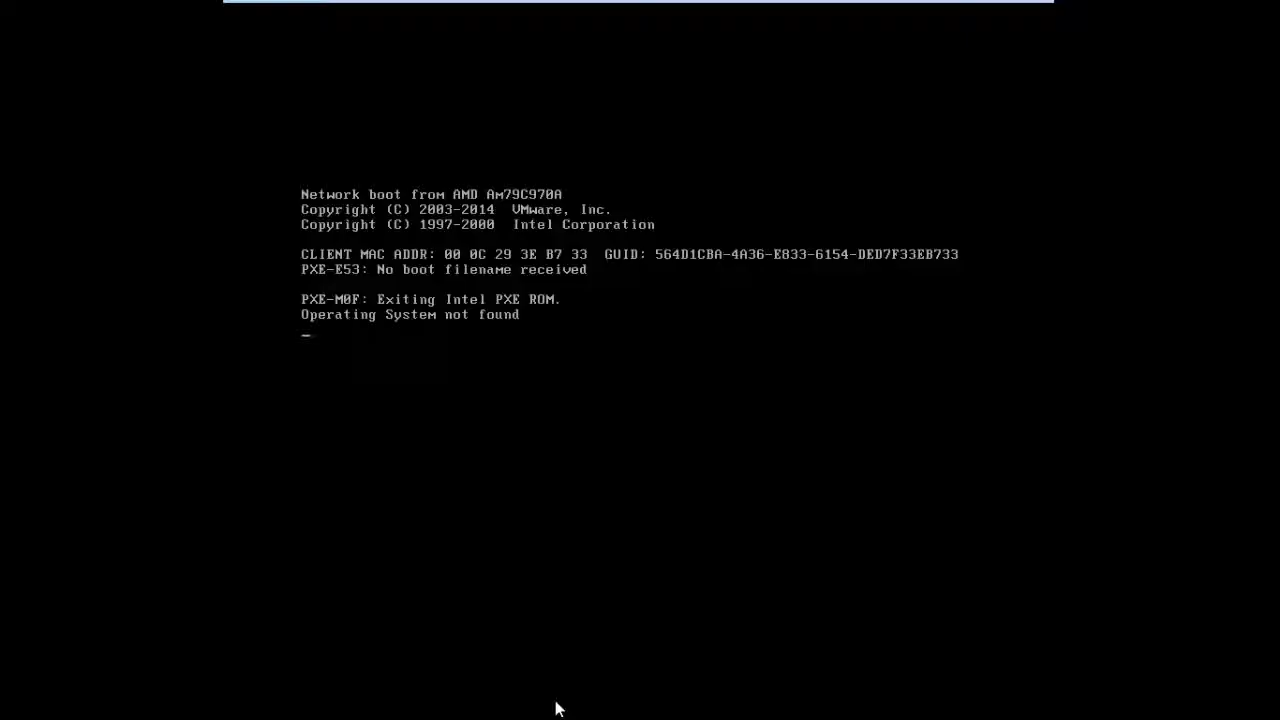 Network boot from AMD Am79C970A
Copyright (C) 2003-2014  VMware, Inc.
Copyright (C) 1997-2000  Intel Corporation
CLIENT MAC ADDR: 00 0C 29 3E B7 33  GUID: 564D1CBA-4A36-E833-6154-DED7F33EB733
PXE-E53: No boot filename received
PXE-M0F: Exiting Intel PXE ROM.
Operating System not found